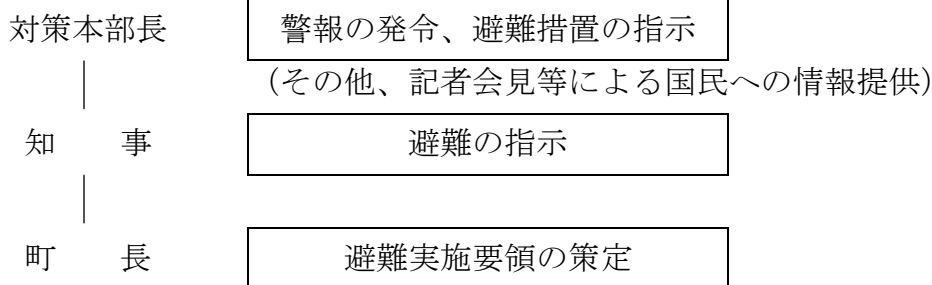 対策本部長　警報の発令、避難措置の指示
（その他、記者会見等による国民への情報提供）
知　　事　避難の指示
町　　長　避難実施要領の策定